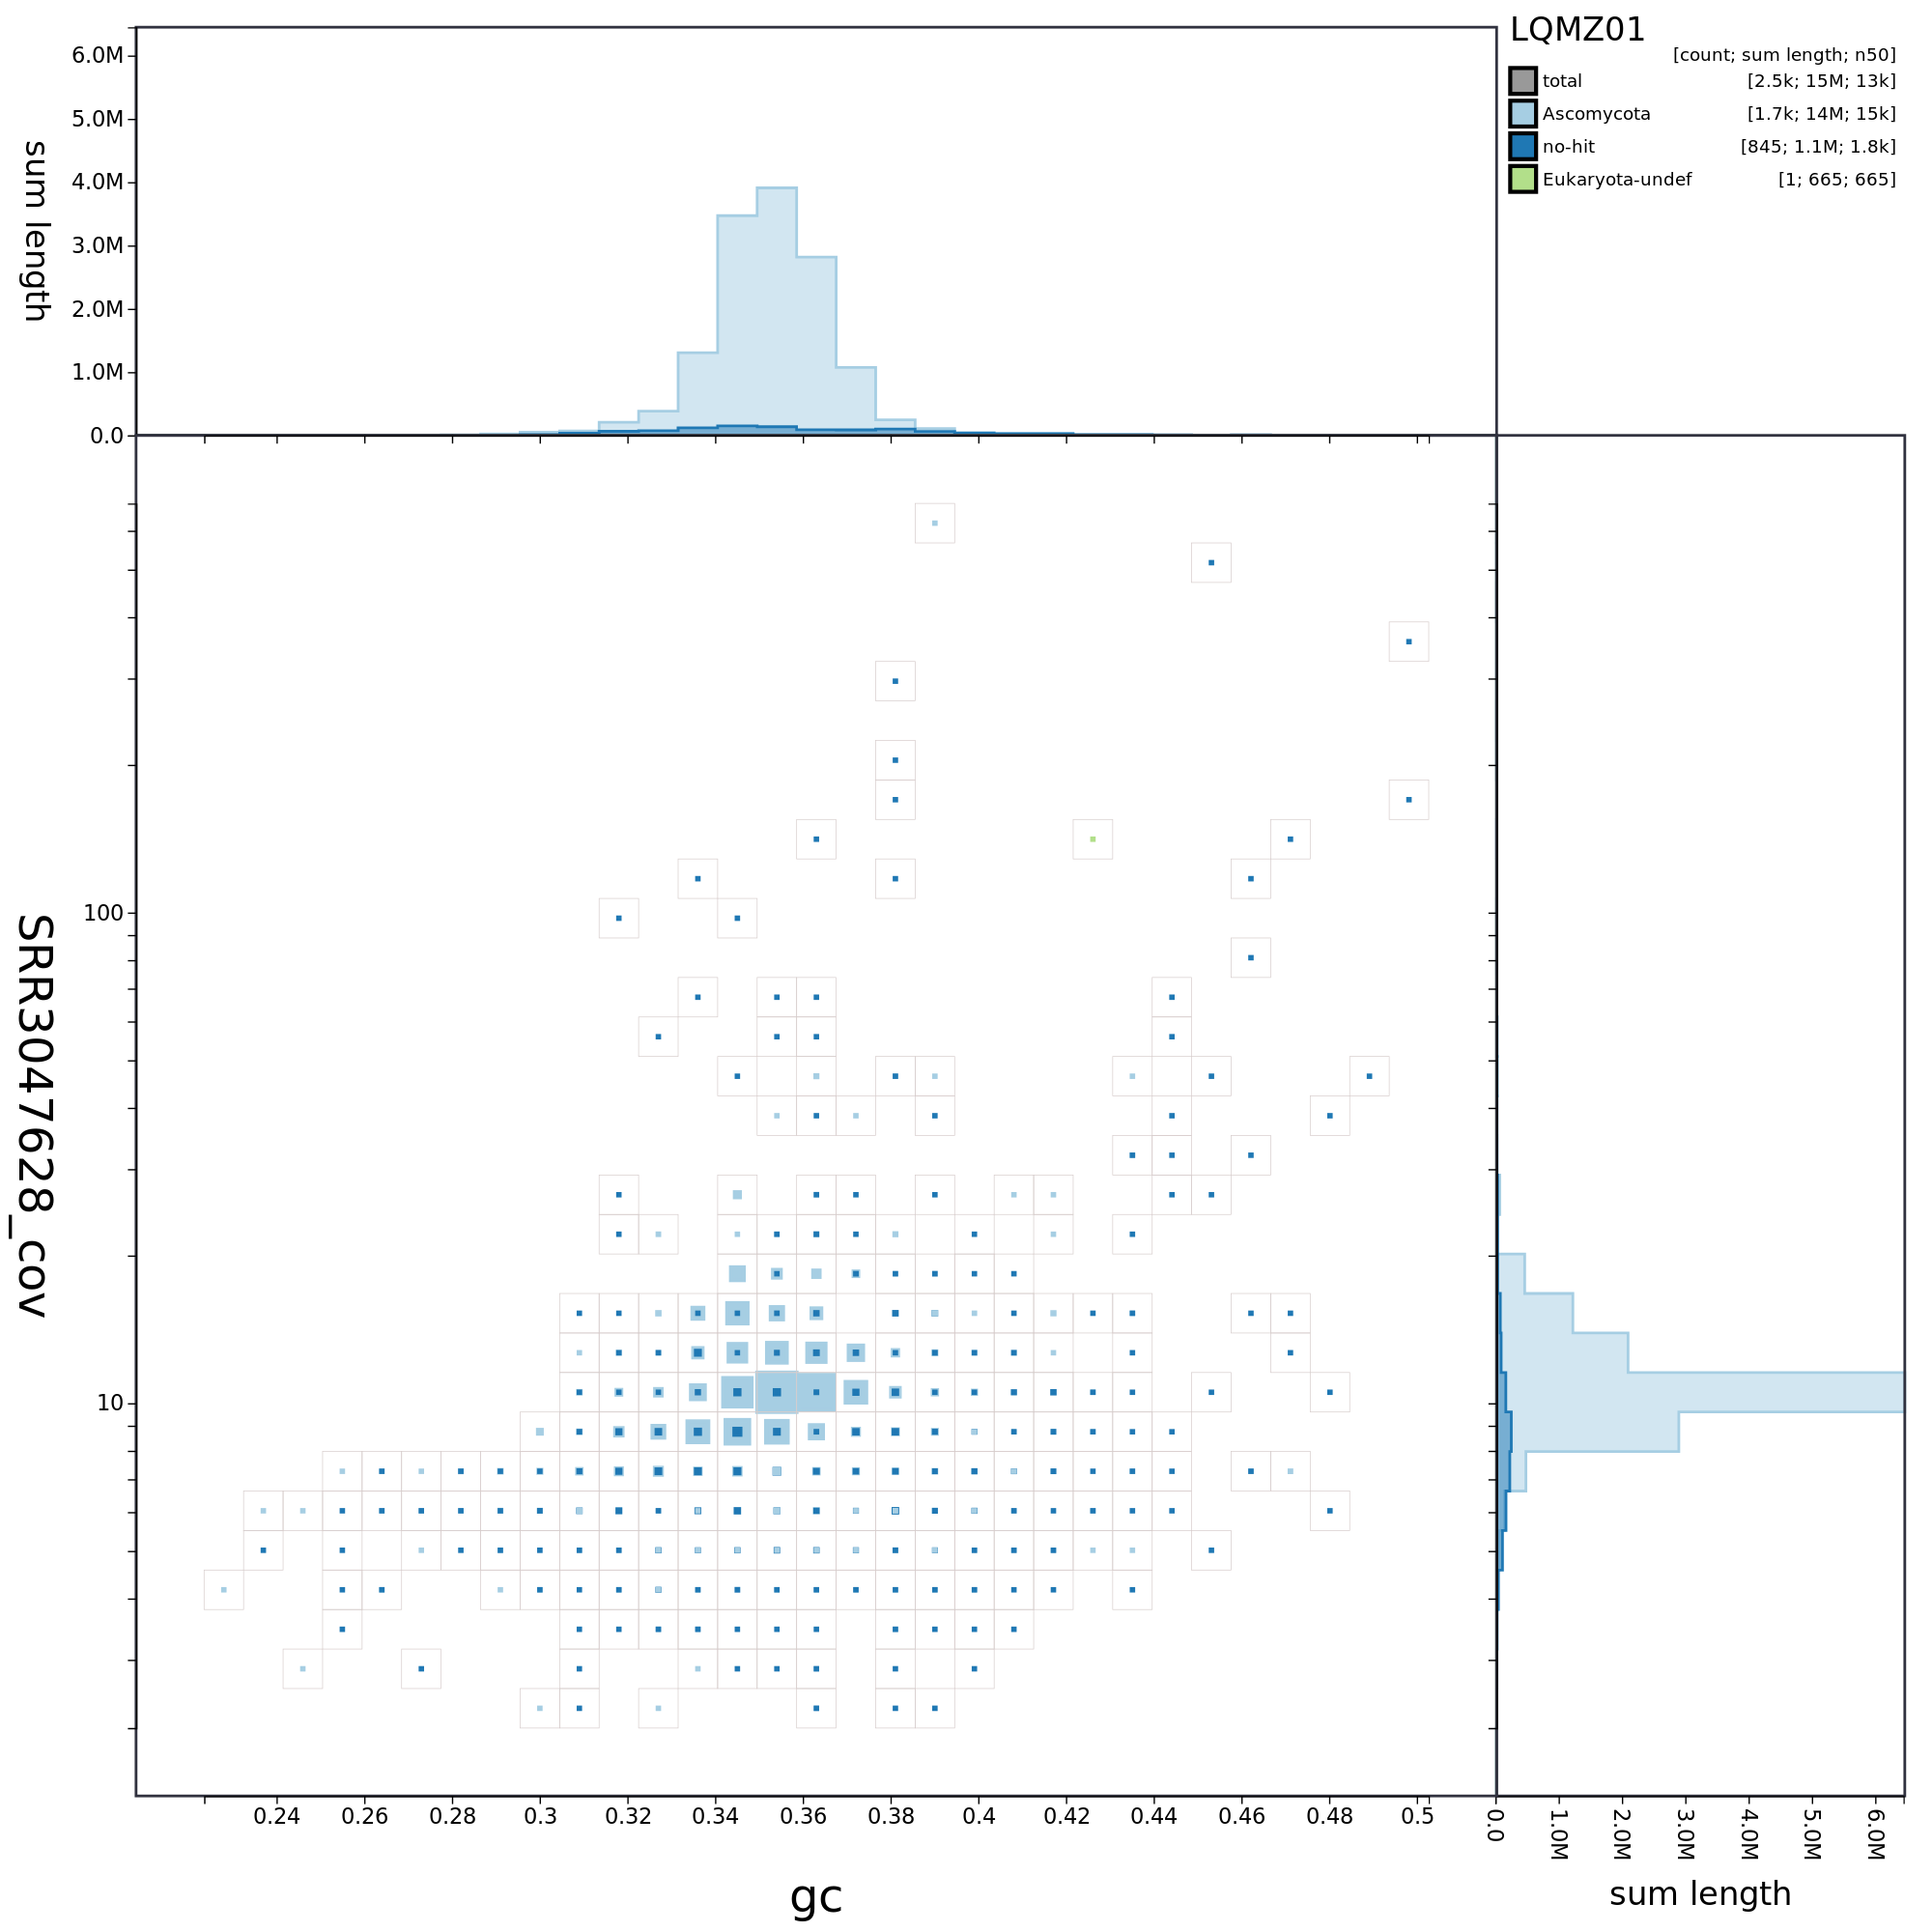 LQMZ01
[count; sum length; n50]
total [2.5k; 15M; 13k]
Ascomycota [1.7k; 14M; 15k]
no-hit [845; 1.1M; 1.8k]
Eukaryota-undef [1; 665; 665]
sum length
6.0M
5.0M
4.0M
3.0M
2.0M
1.0M
0.0
SRR3047628_cov
100
10
0.24 0.26 0.28 0.3 0.32 0.34 0.36 0.38 0.4 0.42 0.44 0.46 0.48 0.5
gc
0.0 1.0M 2.0M 3.0M 4.0M 5.0M 6.0M
sum length